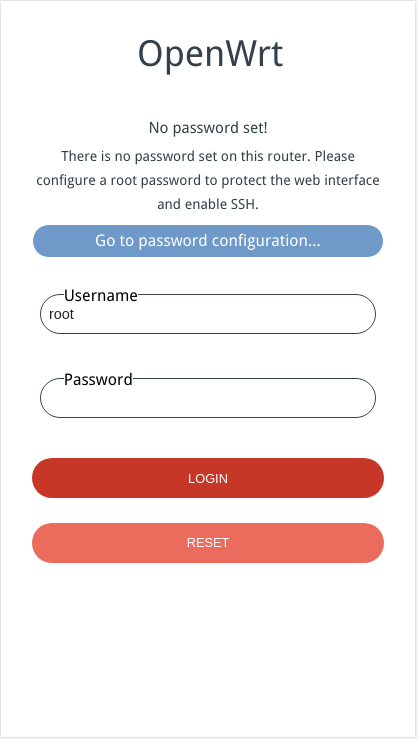 OpenWrt
No password set!
There is no password set on this router. Please
configure a root password to protect the web interface
and enable SSH.
Go to password configuration...
Username
root
Password
LOGIN
RESET